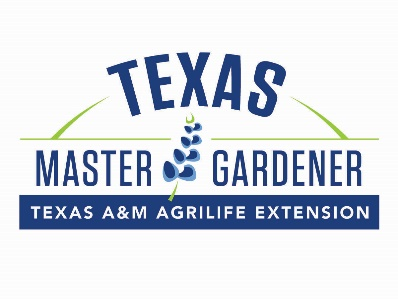 TEXAS
MASTER GARDENER
TEXAS A&M AGRILIFE EXTENSION